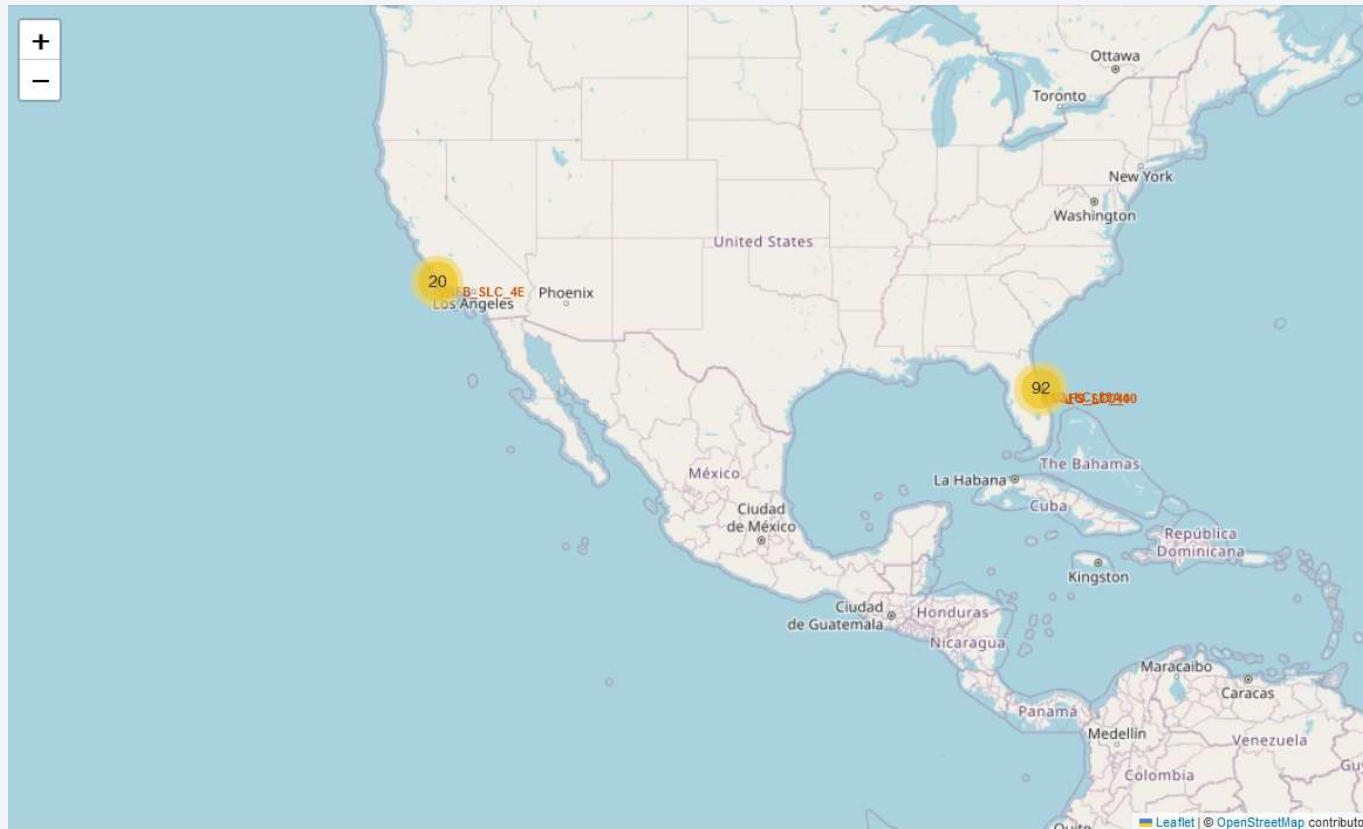 +
−
Ottawa
Toronto
New York
Washington
United States
20
Los Angeles
Phoenix
92
México
The Bahamas
La Habana
Cuba
Ciudad
de México
República
Dominicana
Kingston
Ciudad
de Guatemala
Honduras
Nicaragua
Maracaibo
Caracas
Panamá
Medellín
Venezuela
Colombia
Leaflet | © OpenStreetMap